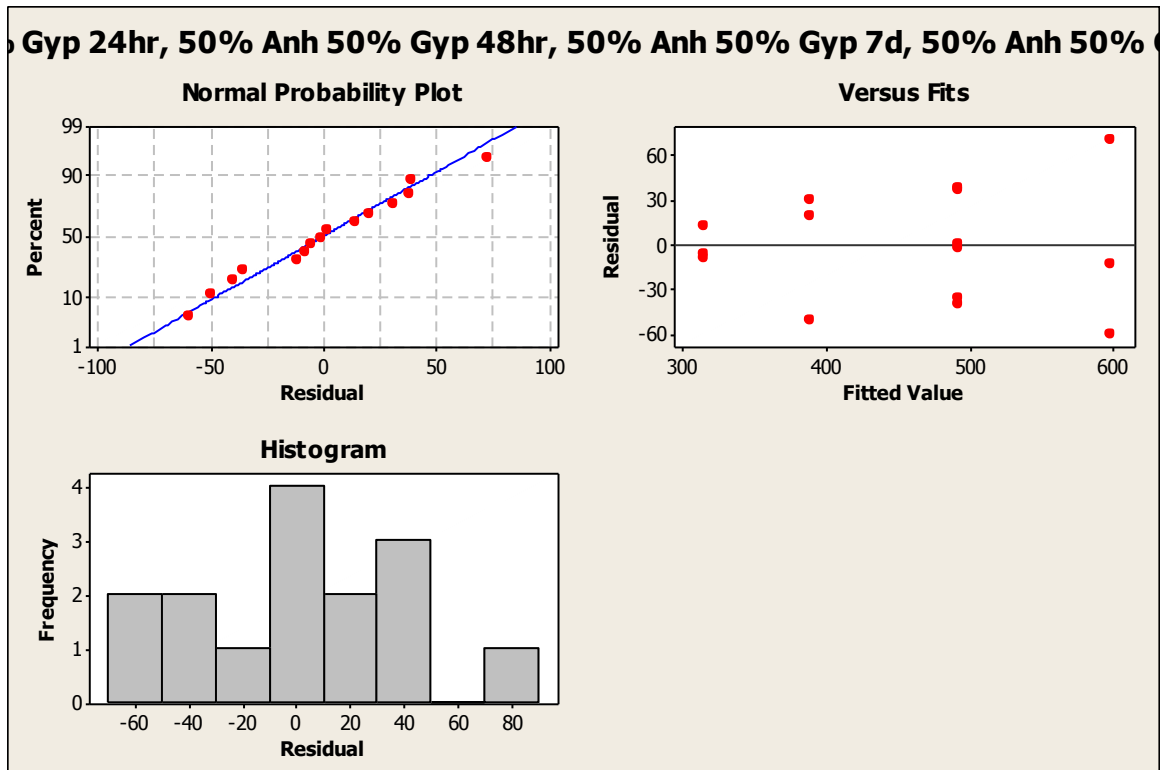 Gyp 24hr, 50% Anh 50% Gyp 48hr, 50% Anh 50% Gyp 7d, 50% Anh 50%
Normal Probability Plot
Versus Fits
99
90
50
10
1
Percent
-100 -50 0 50 100
Residual
60
30
0
-30
-60
Residual
300 400 500 600
Fitted Value
Histogram
4
3
2
1
0
Frequency
-60 -40 -20 0 20 40 60 80
Residual